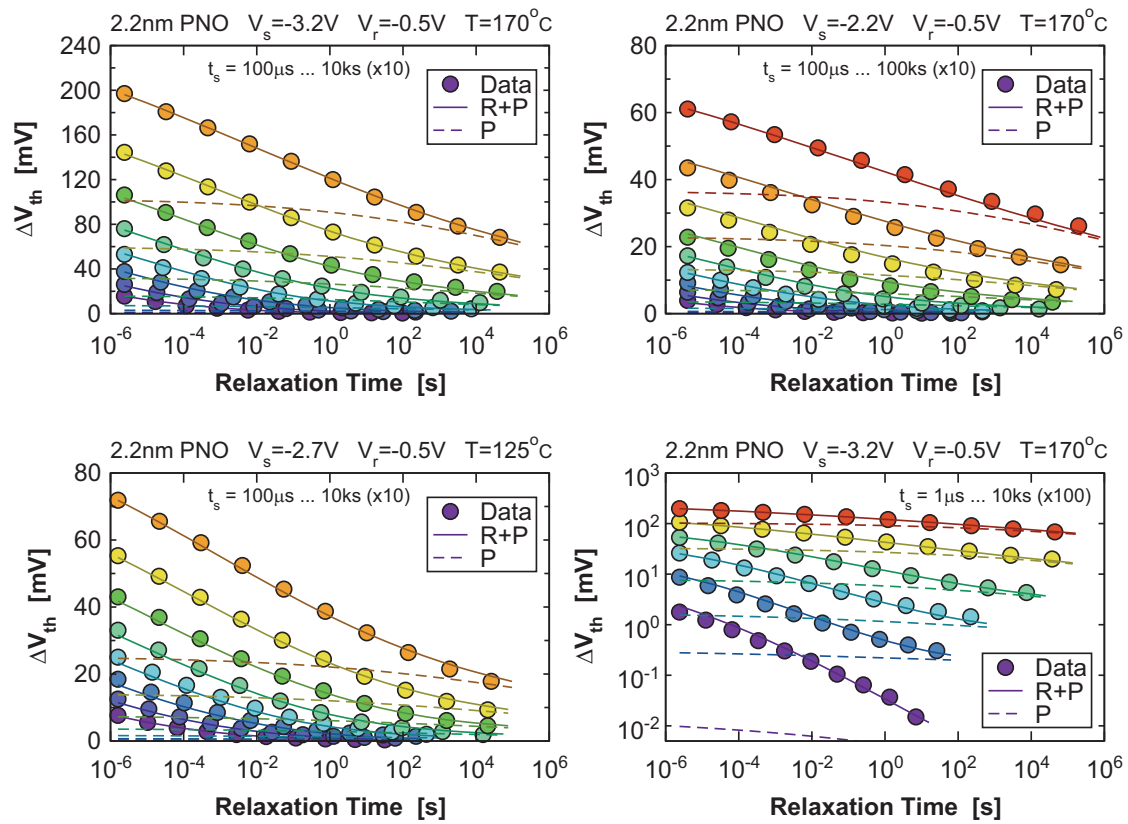 2.2nm PNO V_s=-3.2V V_r=-0.5V T=170°C
t_s = 100μs ... 10ks (x10)
Data
R+P
P
ΔV_th [mV]
240
200
160
120
80
40
0
10^-6 10^-4 10^-2 10^0 10^2 10^4 10^6
Relaxation Time [s]
2.2nm PNO V_s=-2.2V V_r=-0.5V T=170°C
t_s = 100μs ... 100ks (x10)
Data
R+P
P
ΔV_th [mV]
80
60
40
20
0
10^-6 10^-4 10^-2 10^0 10^2 10^4 10^6
Relaxation Time [s]
2.2nm PNO V_s=-2.7V V_r=-0.5V T=125°C
t_s = 100μs ... 10ks (x10)
Data
R+P
P
ΔV_th [mV]
80
60
40
20
0
10^-6 10^-4 10^-2 10^0 10^2 10^4 10^6
Relaxation Time [s]
2.2nm PNO V_s=-3.2V V_r=-0.5V T=170°C
t_s = 1μs ... 10ks (x100)
Data
R+P
P
ΔV_th [mV]
10^3
10^2
10^1
10^0
10^-1
10^-2
10^-6 10^-4 10^-2 10^0 10^2 10^4 10^6
Relaxation Time [s]